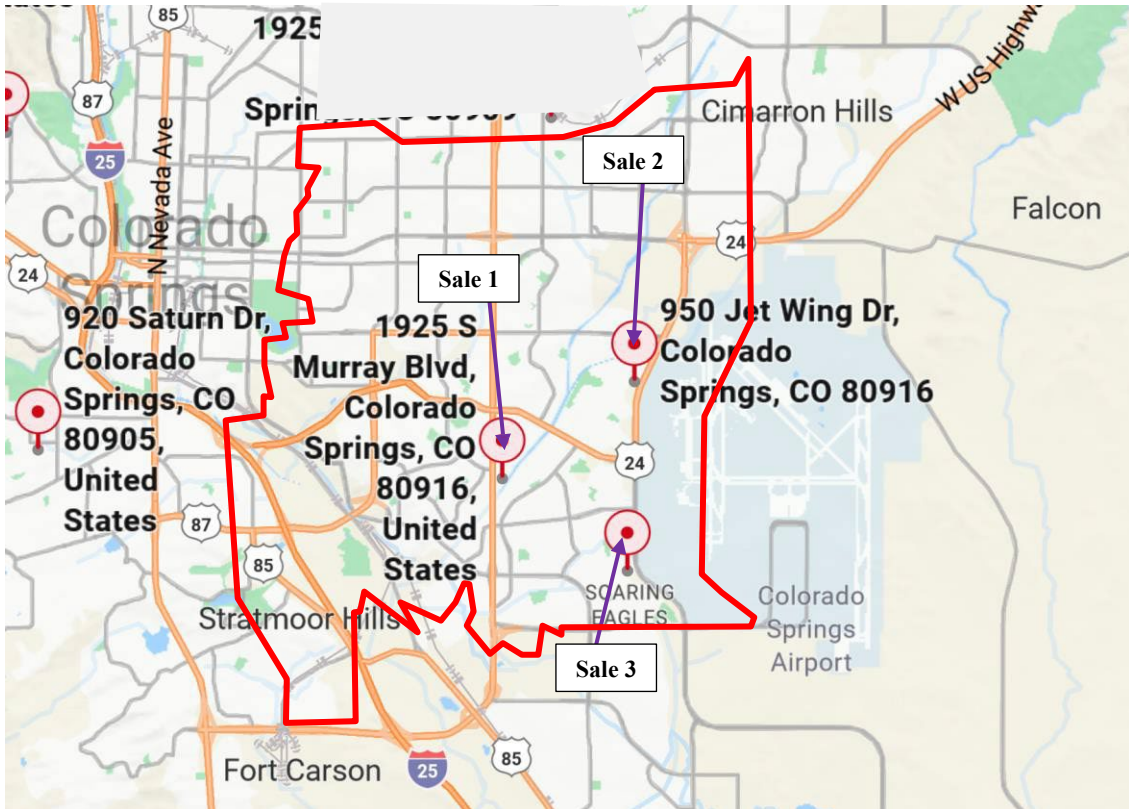 85
1925
87
25
N Nevada Ave
Springs, CO
Cimarron Hills
W US Highw
Sale 2
Falcon
Colorado
Springs
24
24
Sale 1
920 Saturn Dr,
Colorado
Springs, CO
80905,
United
States
1925 S
Murray Blvd,
Colorado
Springs, CO
80916,
United
States
950 Jet Wing Dr,
Colorado
Springs, CO 80916
24
87
85
Stratmoor Hills
SOARING
EAGLES
Colorado
Springs
Airport
Sale 3
Fort Carson
25
85